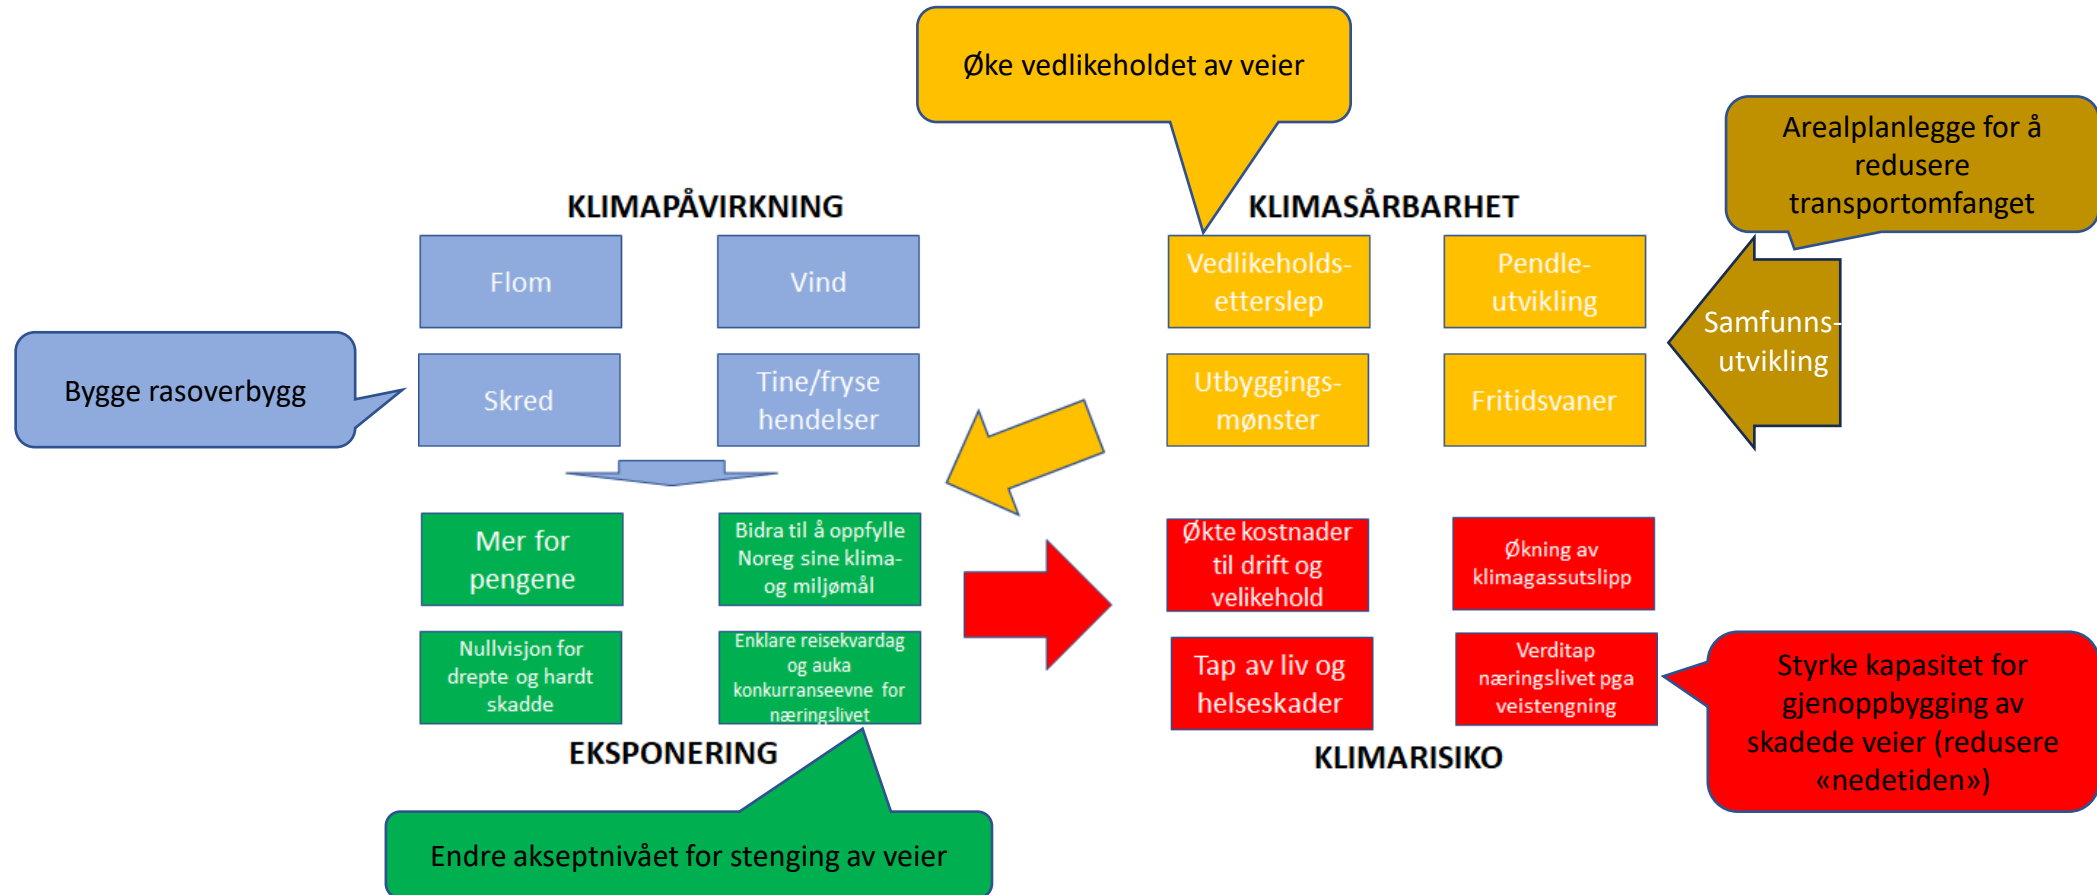 Øke vedlikeholdet av veier
Arealplanlegge for å
redusere
transportomfanget
KLIMAPÅVIRKNING
KLIMASÅRBARHET
Flom
Vind
Vedlikeholds-
etterslep
Pendle-
utvikling
Samfunns-
utvikling
Bygge rasoverbygg
Skred
Tine/fryse
hendelser
Utbyggings-
mønster
Fritidsvaner
Mer for
pengene
Bidra til å oppfylle
Noreg sine klima-
og miljømål
Økte kostnader
til drift og
velikehold
Økning av
klimagassutslipp
Nullvisjon for
drepte og hardt
skadde
Enklare reisekvardag
og auka
konkurranseevne for
næringslivet
Tap av liv og
helseskader
Verditap
næringslivet pga
veistengning
Styrke kapasitet for
gjenoppbygging av
skadede veier (redusere
«nedetiden»)
EKSPONERING
KLIMARISIKO
Endre akseptnivået for stenging av veier